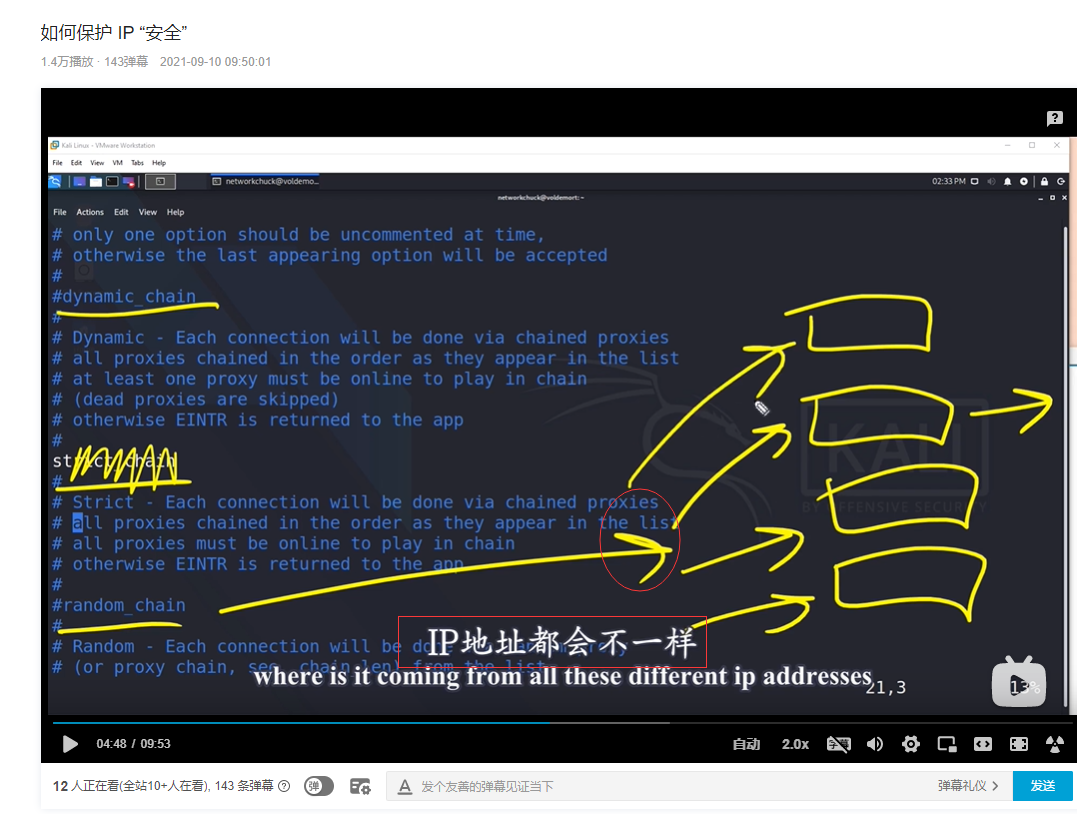 如何保护 IP “安全”
1.4万播放 · 143弹幕 2021-09-10 09:50:01
Kali Linux - VMware Workstation
File Edit View VM Tabs Help
networkchuck@voldemo...
02:33 PM
networkchuck@voldemort: ~
File Actions Edit View Help
# only one option should be uncommented at time,
# otherwise the last appearing option will be accepted
#
#dynamic_chain
#
# Dynamic - Each connection will be done via chained proxies
# all proxies chained in the order as they appear in the list
# at least one proxy must be online to play in chain
# (dead proxies are skipped)
# otherwise EINTR is returned to the app
#
strict_chain
#
# Strict - Each connection will be done via chained proxies
# all proxies chained in the order as they appear in the list
# all proxies must be online to play in chain
# otherwise EINTR is returned to the app
#
#random_chain
#
# Random - Each connection will be
# (or proxy chain, see chain_len) from the list
KALI
BY OFFENSIVE SECURITY
IP地址都会不一样
where is it coming from all these different ip addresses
21,3
13%
04:48 / 09:53
自动 2.0x 字幕
12 人正在看(全站10+人在看), 143 条弹幕
弹
A 发个友善的弹幕见证当下
弹幕礼仪 >
发送